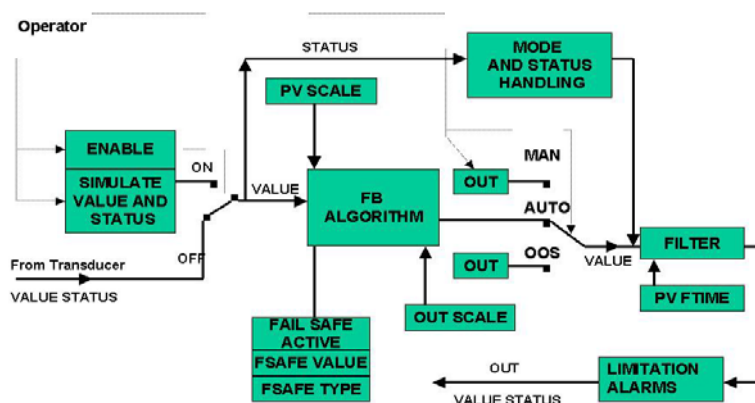 Operator
STATUS
MODE
AND STATUS
HANDLING
PV SCALE
ENABLE
ON
SIMULATE
VALUE AND
STATUS
VALUE
FB
ALGORITHM
OUT
MAN
AUTO
OUT
OOS
VALUE
FILTER
From Transducer
OFF
VALUE STATUS
PV FTIME
OUT SCALE
FAIL SAFE
ACTIVE
FSAFE VALUE
FSAFE TYPE
OUT
VALUE STATUS
LIMITATION
ALARMS